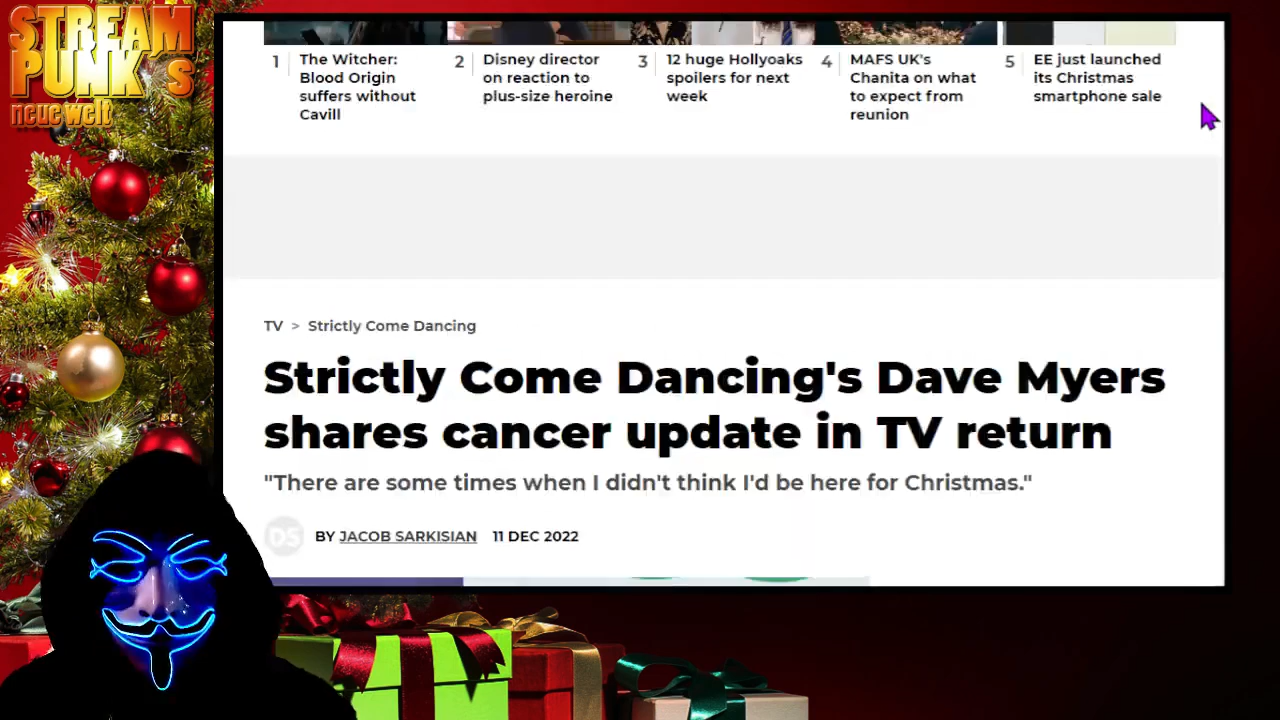 STREAM
PUNK´s
neue welt
1 The Witcher:
Blood Origin
suffers without
Cavill
2 Disney director
on reaction to
plus-size heroine
3 12 huge Hollyoaks
spoilers for next
week
4 MAFS UK's
Chanita on what
to expect from
reunion
5 EE just launched
its Christmas
smartphone sale
TV > Strictly Come Dancing
Strictly Come Dancing's Dave Myers
shares cancer update in TV return
"There are some times when I didn't think I'd be here for Christmas."
DS BY JACOB SARKISIAN 11 DEC 2022